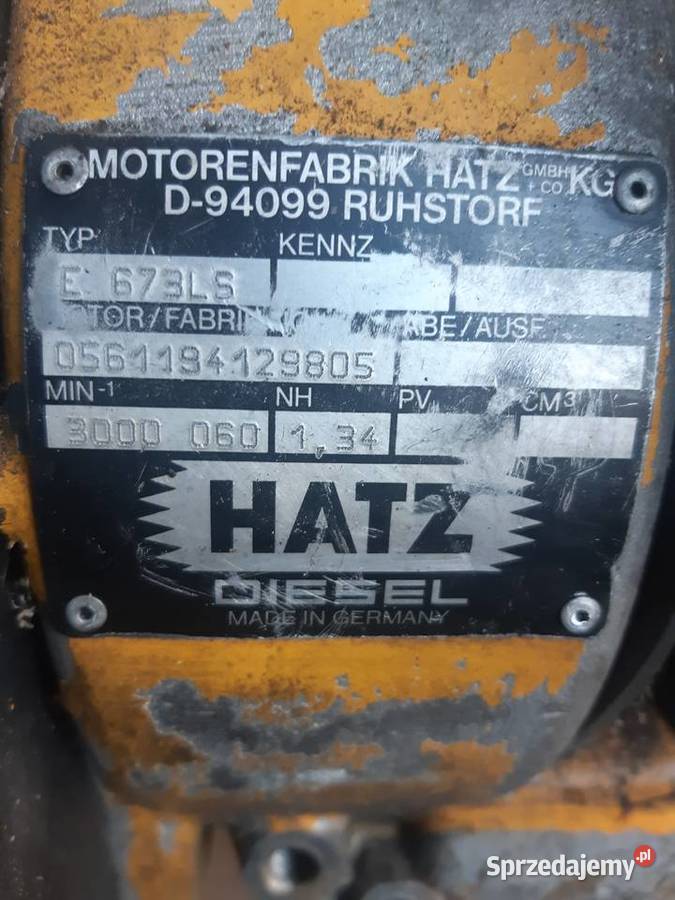 MOTORENFABRIK HATZ GMBH + CO KG
D-94099 RUHSTORF
TYP KENNZ
E 673LS
ABE/AUSF
0561194129805
MIN-1 NH PV CM3
3000 060 1,34
HATZ
DIESEL
MADE IN GERMANY
Sprzedajemy.pl